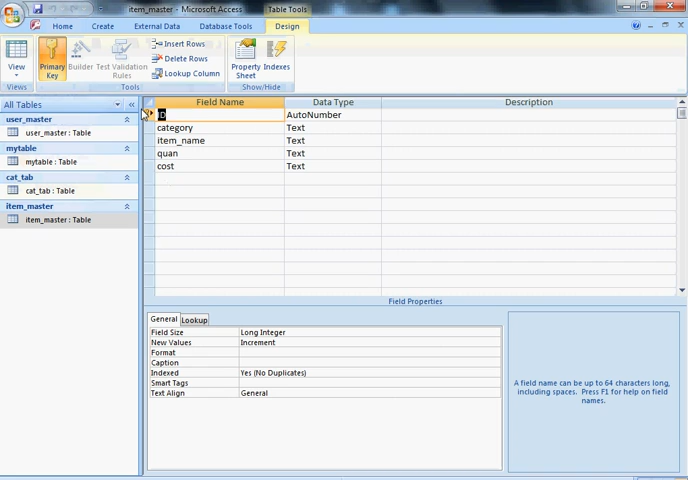 item_master - Microsoft Access
Table Tools
Home
Create
External Data
Database Tools
Design
View
Primary Key
Builder
Test Validation Rules
Insert Rows
Delete Rows
Lookup Column
Property Sheet
Indexes
Views
Tools
Show/Hide
All Tables
user_master
user_master : Table
mytable
mytable : Table
cat_tab
cat_tab : Table
item_master
item_master : Table
Field Name
Data Type
Description
ID
AutoNumber
category
Text
item_name
Text
quan
Text
cost
Text
Field Properties
General
Lookup
Field Size
Long Integer
New Values
Increment
Format
Caption
Indexed
Yes (No Duplicates)
Smart Tags
Text Align
General
A field name can be up to 64 characters long,
including spaces. Press F1 for help on field
names.